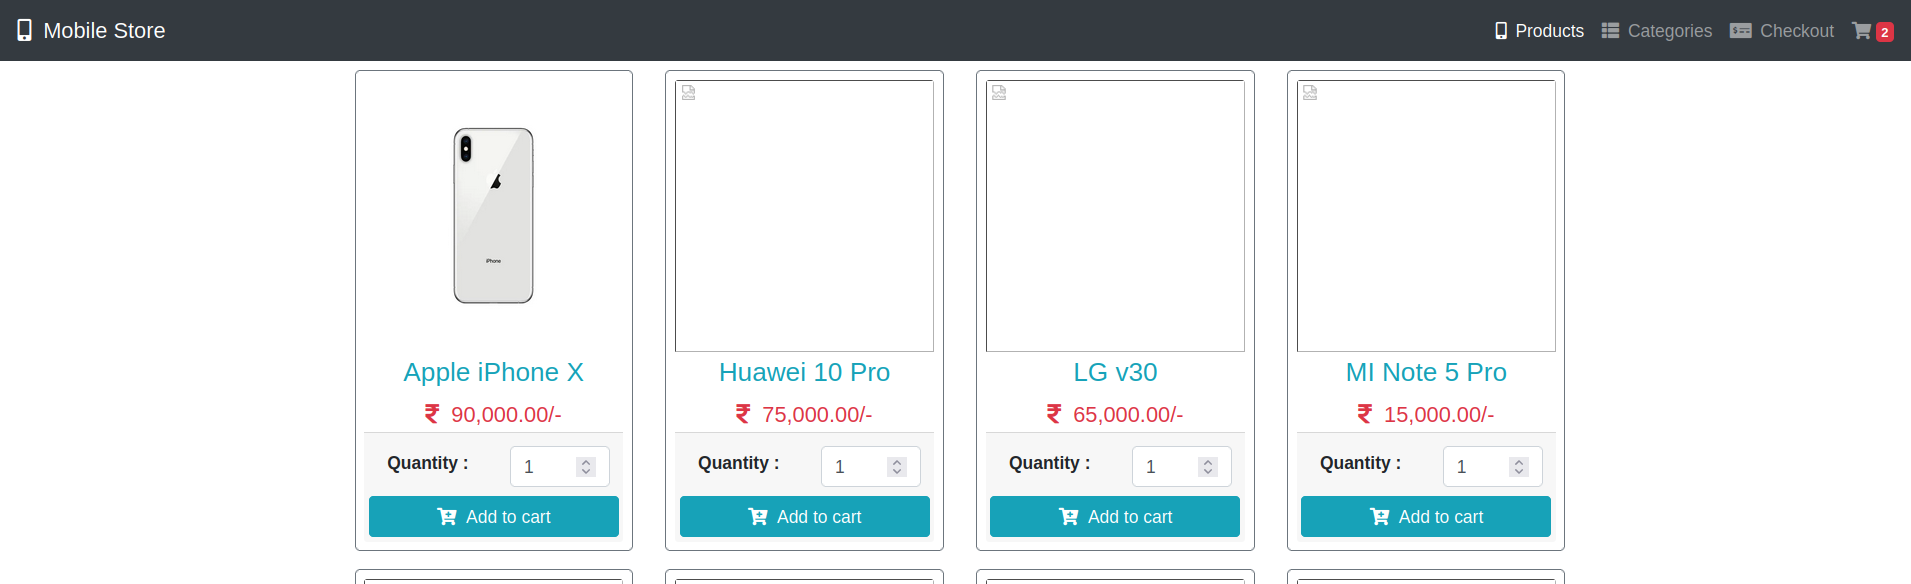 Mobile Store
Products Categories Checkout 2
iPhone
Apple iPhone X Huawei 10 Pro LG v30 MI Note 5 Pro
₹ 90,000.00/- ₹ 75,000.00/- ₹ 65,000.00/- ₹ 15,000.00/-
Quantity : 1 Quantity : 1 Quantity : 1 Quantity : 1
Add to cart Add to cart Add to cart Add to cart